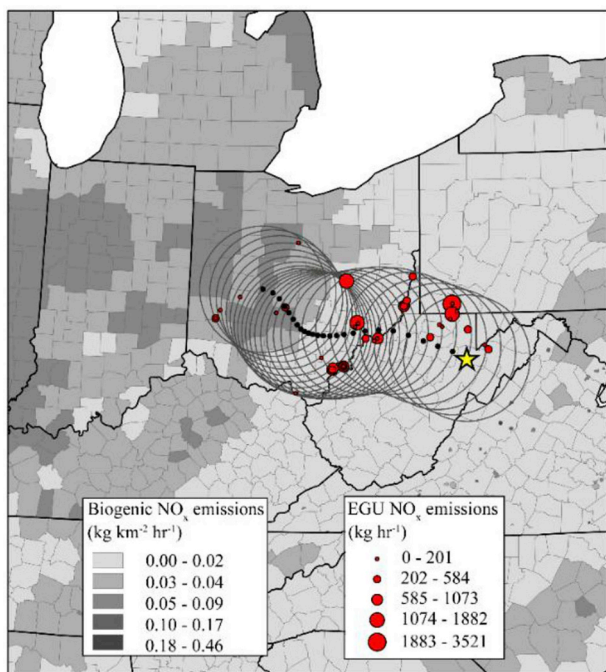 Biogenic NOx emissions
(kg km-2 hr-1)
0.00 - 0.02
0.03 - 0.04
0.05 - 0.09
0.10 - 0.17
0.18 - 0.46
EGU NOx emissions
(kg hr-1)
0 - 201
202 - 584
585 - 1073
1074 - 1882
1883 - 3521